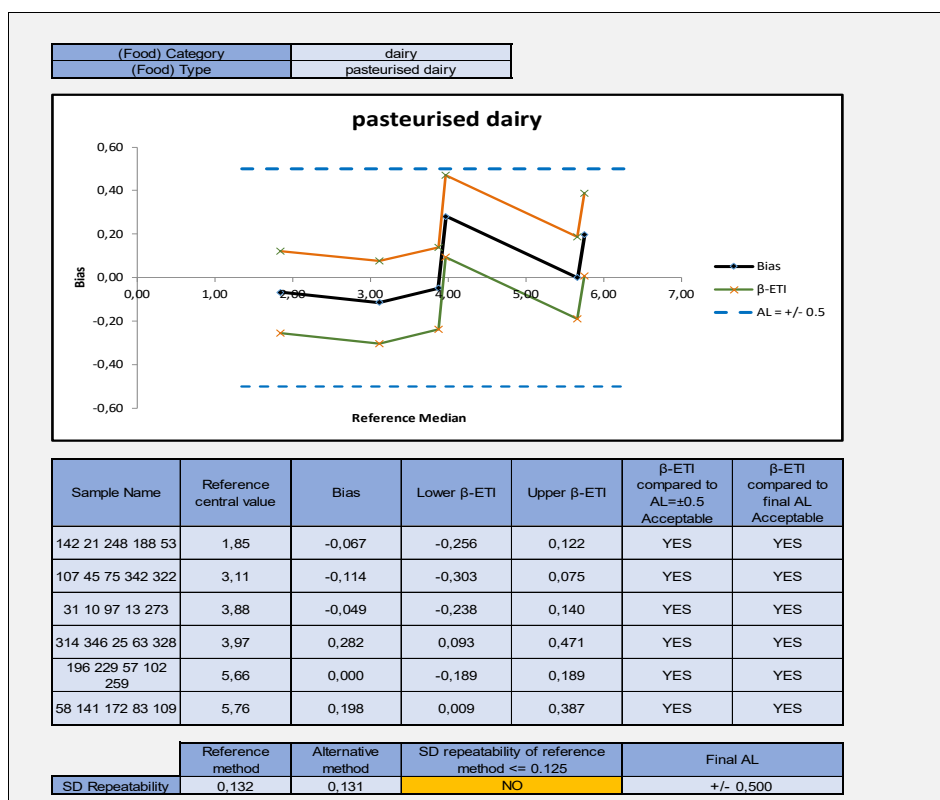 (Food) Category dairy
(Food) Type pasteurised dairy
pasteurised dairy
0,60
0,40
0,20
0,00
-0,20
-0,40
-0,60
Bias
0,00 1,00 2,00 3,00 4,00 5,00 6,00 7,00
Reference Median
Bias
β-ETI
AL = +/- 0.5
Sample Name Reference central value Bias Lower β-ETI Upper β-ETI β-ETI compared to AL=±0.5 Acceptable β-ETI compared to final AL Acceptable
142 21 248 188 53 1,85 -0,067 -0,256 0,122 YES YES
107 45 75 342 322 3,11 -0,114 -0,303 0,075 YES YES
31 10 97 13 273 3,88 -0,049 -0,238 0,140 YES YES
314 346 25 63 328 3,97 0,282 0,093 0,471 YES YES
196 229 57 102 259 5,66 0,000 -0,189 0,189 YES YES
58 141 172 83 109 5,76 0,198 0,009 0,387 YES YES
Reference method Alternative method SD repeatability of reference method <= 0.125 Final AL
SD Repeatability 0,132 0,131 NO +/- 0,500